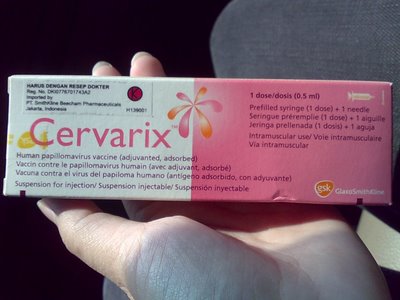 HARUS DENGAN RESEP DOKTER
Reg. No. DKI0776701743A2
Imported by
PT. SmithKline Beecham Pharmaceuticals
Jakarta, Indonesia
H139001
K
Cervarix™
Human papillomavirus vaccine (adjuvanted, adsorbed)
Vaccin contre le papillomavirus humain (avec adjuvant, adsorbé)
Vacuna contra el virus del papiloma humano (antígeno adsorbido, con adyuvante)
Suspension for injection/ Suspension injectable/ Suspensión inyectable
1 dose/dosis (0.5 ml)
Prefilled syringe (1 dose) + 1 needle
Seringue préremplie (1 dose) + 1 aiguille
Jeringa prellenada (1 dosis) + 1 aguja
Intramuscular use/ Voie intramusculaire/
Vía intramuscular
gsk GlaxoSmithKline